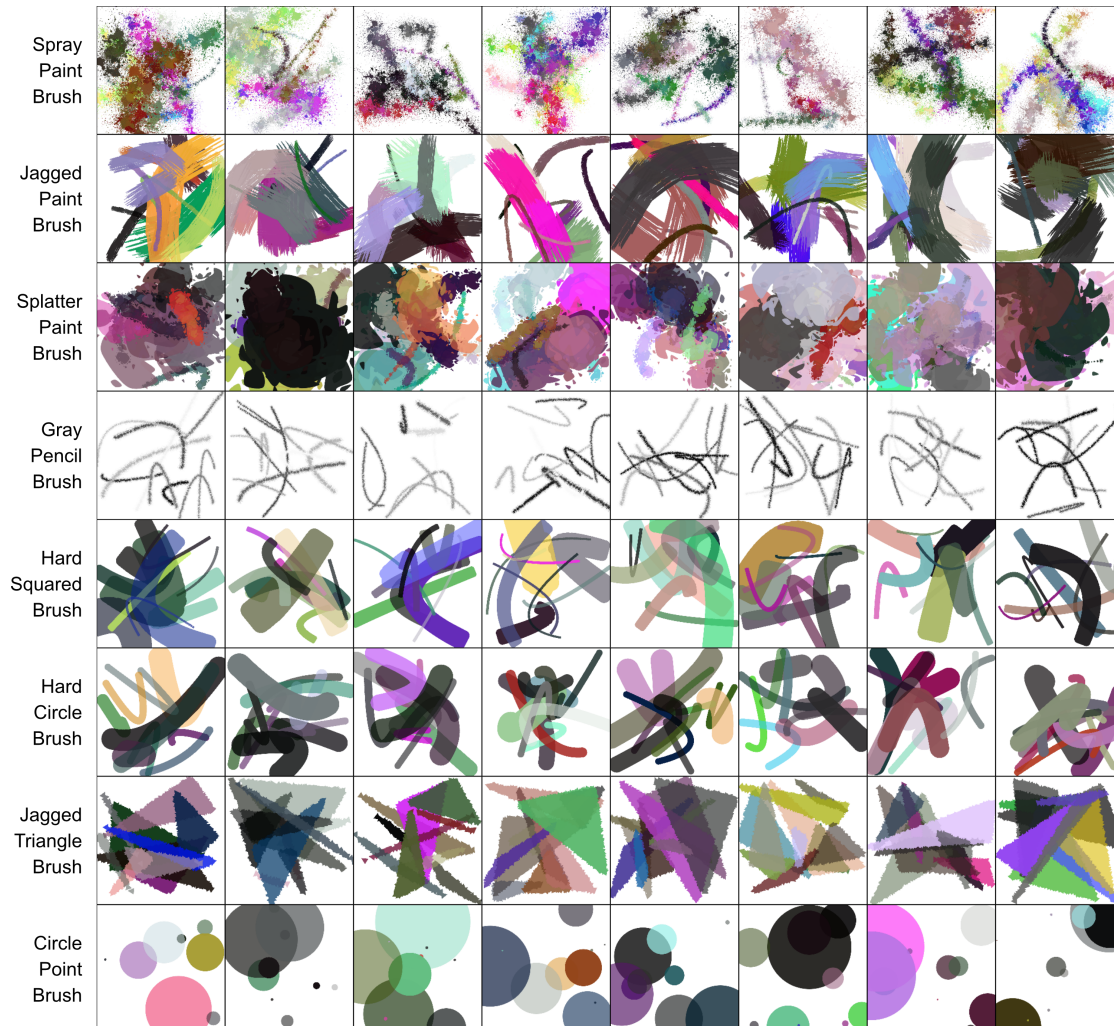 Spray
Paint
Brush
Jagged
Paint
Brush
Splatter
Paint
Brush
Gray
Pencil
Brush
Hard
Squared
Brush
Hard
Circle
Brush
Jagged
Triangle
Brush
Circle
Point
Brush